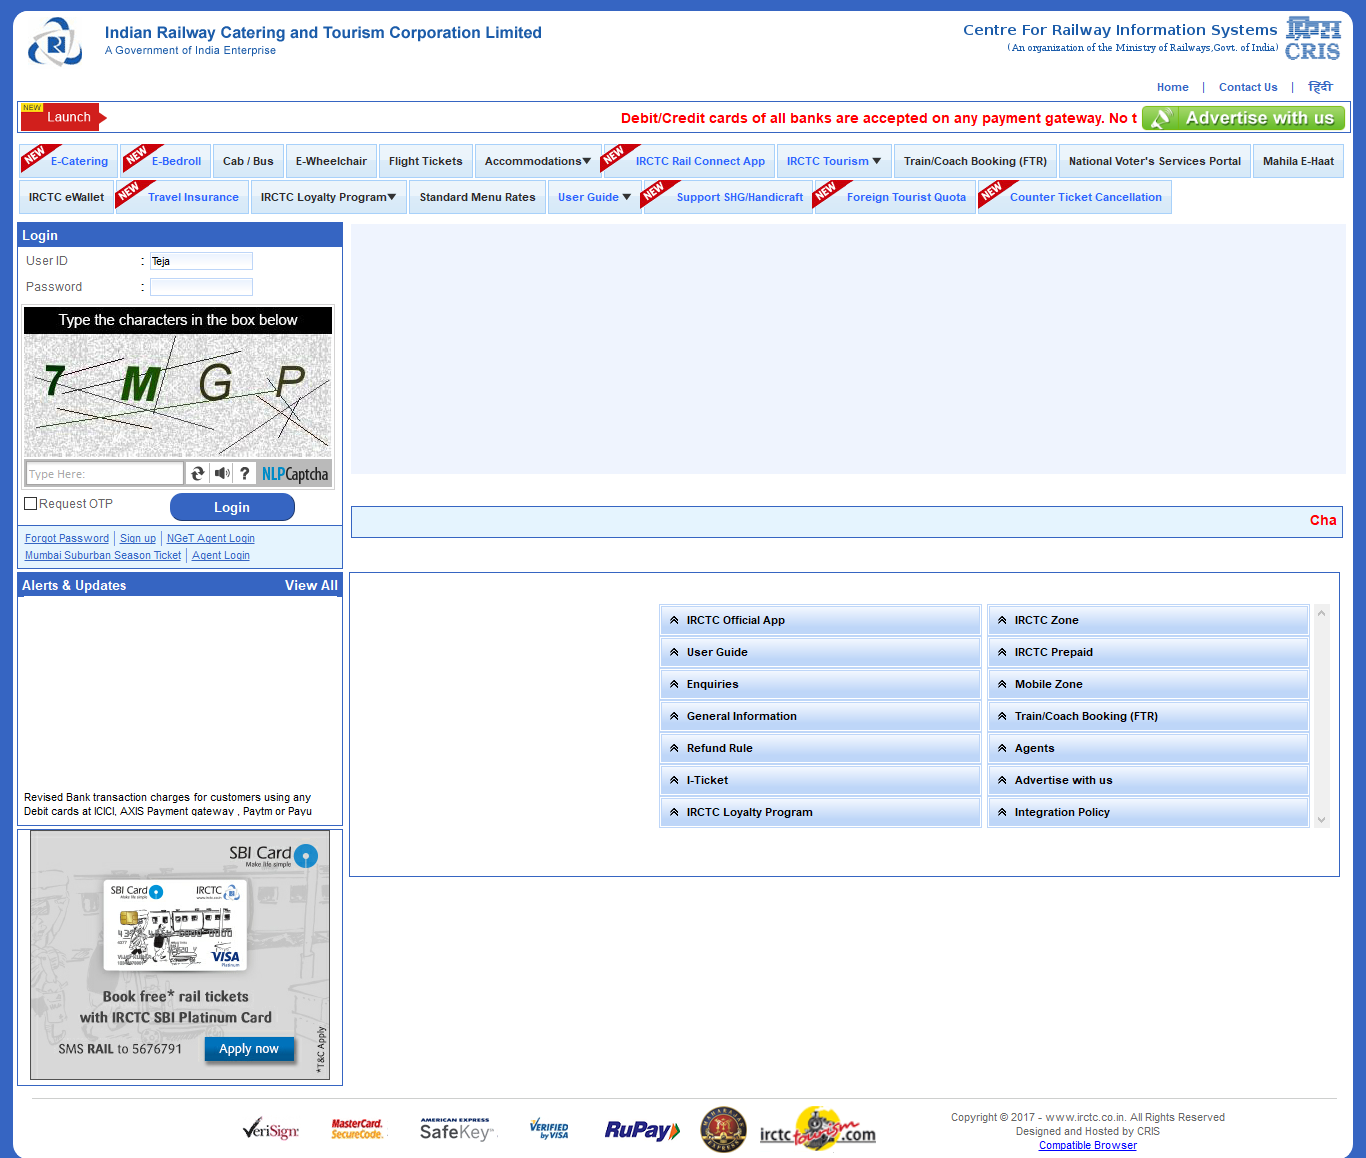 Indian Railway Catering and Tourism Corporation Limited
A Government of India Enterprise
Centre For Railway Information Systems
(An organization of the Ministry of Railways,Govt. of India)
CRIS
Home | Contact Us | हिंदी
NEW
Launch
Debit/Credit cards of all banks are accepted on any payment gateway. No t
Advertise with us
NEW E-Catering NEW E-Bedroll Cab / Bus E-Wheelchair Flight Tickets Accommodations NEW IRCTC Rail Connect App IRCTC Tourism Train/Coach Booking (FTR) National Voter's Services Portal Mahila E-Haat
IRCTC eWallet NEW Travel Insurance IRCTC Loyalty Program Standard Menu Rates User Guide NEW Support SHG/Handicraft NEW Foreign Tourist Quota NEW Counter Ticket Cancellation
Login
User ID : Teja
Password :
Type the characters in the box below
7 M G P
Type Here:
? NLPCaptcha
Request OTP Login
Forgot Password | Sign up | NGeT Agent Login
Mumbai Suburban Season Ticket | Agent Login
Cha
Alerts & Updates View All
Revised Bank transaction charges for customers using any
Debit cards at ICICI, AXIS Payment gateway , Paytm or Payu
IRCTC Official App
User Guide
Enquiries
General Information
Refund Rule
I-Ticket
IRCTC Loyalty Program
IRCTC Zone
IRCTC Prepaid
Mobile Zone
Train/Coach Booking (FTR)
Agents
Advertise with us
Integration Policy
SBI Card
Make life simple
SBI Card
Make life simple
IRCTC
VISA
Platinum
Book free* rail tickets
with IRCTC SBI Platinum Card
SMS RAIL to 5676791
Apply now
*T&C Apply
VeriSign
MasterCard.
SecureCode.
AMERICAN EXPRESS
SafeKey
VERIFIED
by VISA
RuPay
irctc tourism .com
Copyright © 2017 - www.irctc.co.in. All Rights Reserved
Designed and Hosted by CRIS
Compatible Browser